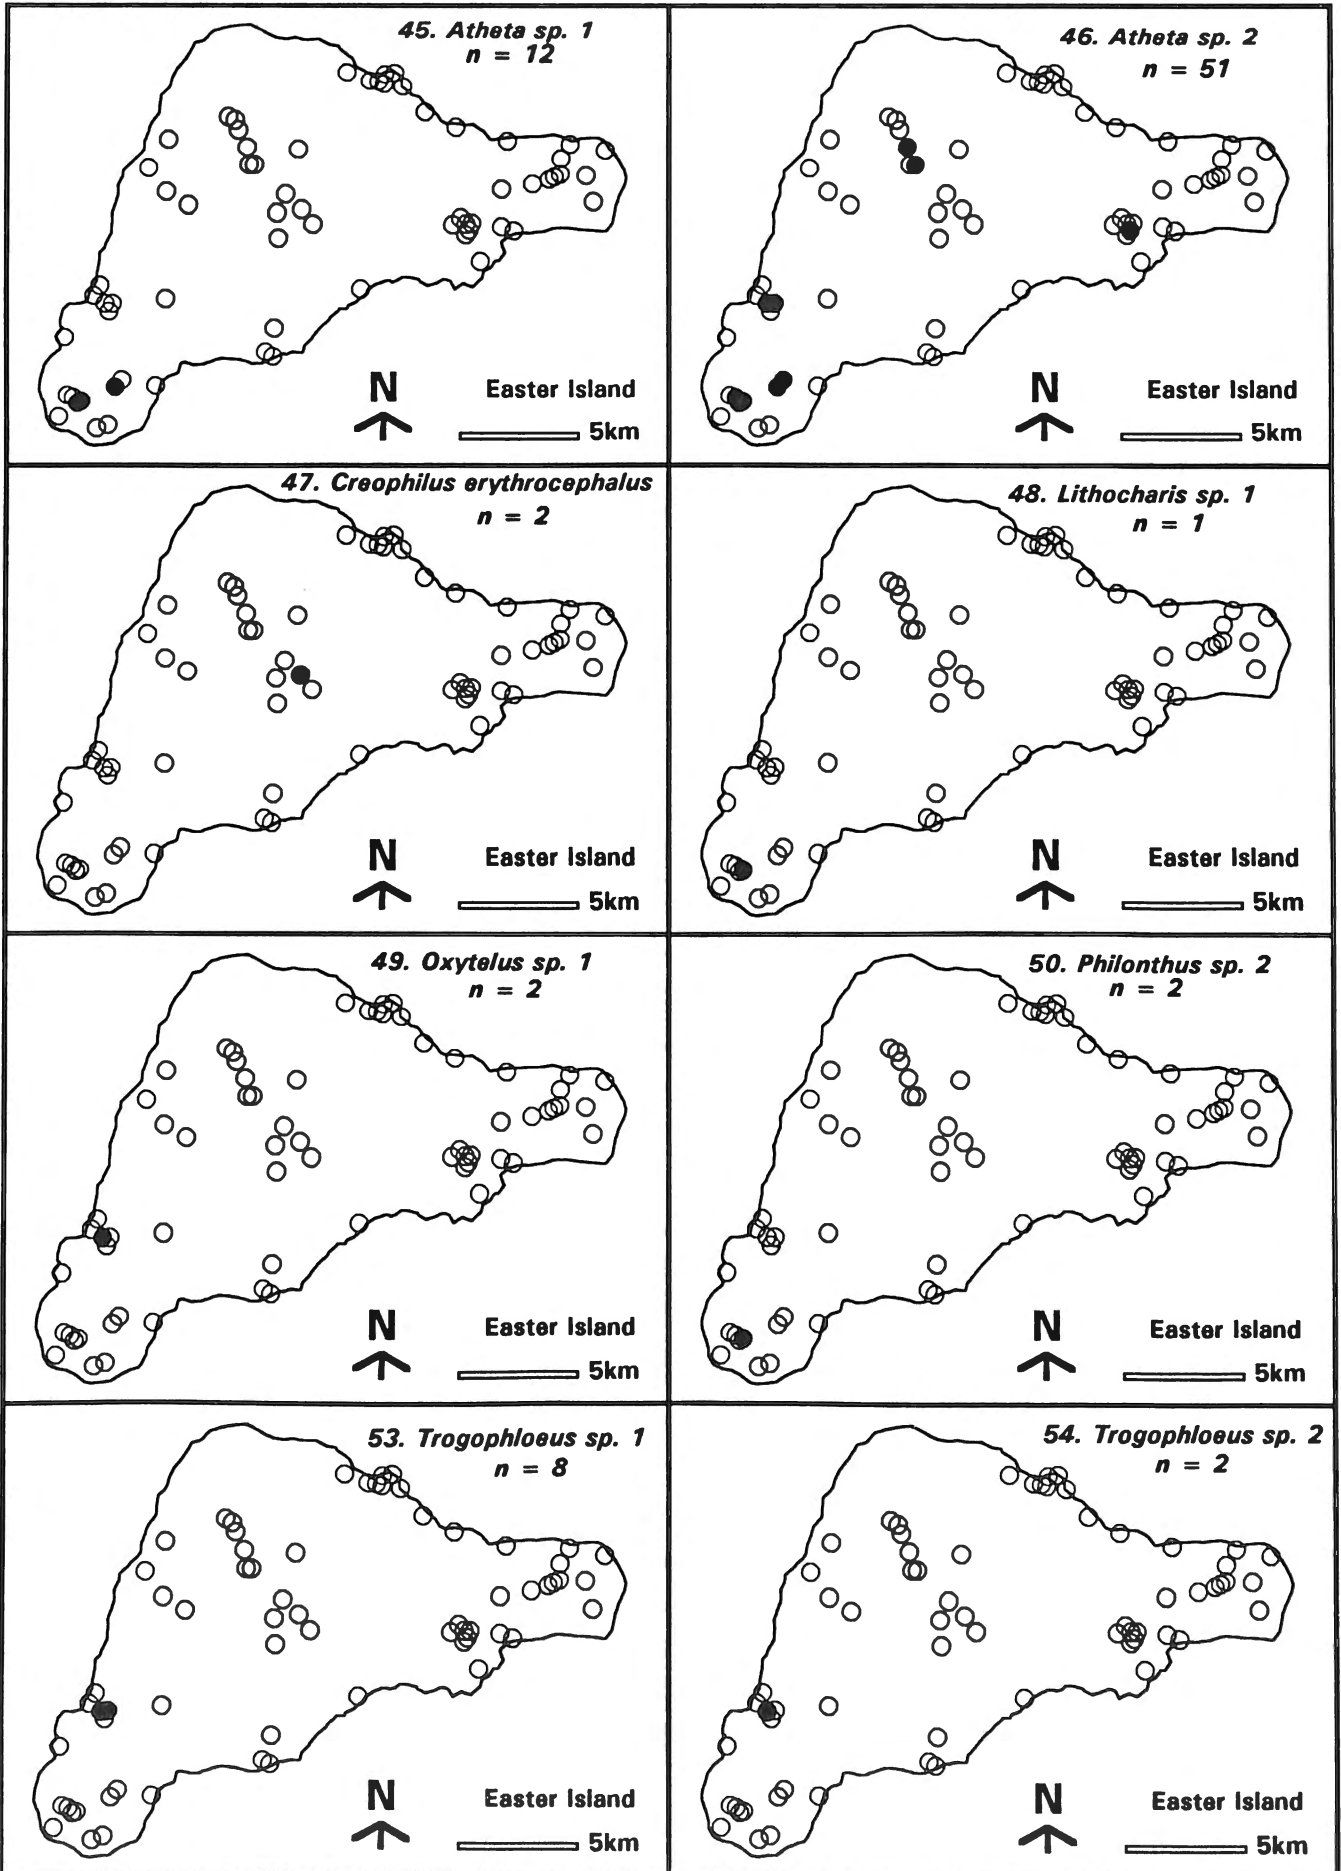 45. Atheta sp. 1
n = 12
N
Easter Island
5km
46. Atheta sp. 2
n = 51
N
Easter Island
5km
47. Creophilus erythrocephalus
n = 2
N
Easter Island
5km
48. Lithocharis sp. 1
n = 1
N
Easter Island
5km
49. Oxytelus sp. 1
n = 2
N
Easter Island
5km
50. Philonthus sp. 2
n = 2
N
Easter Island
5km
53. Trogophloeus sp. 1
n = 8
N
Easter Island
5km
54. Trogophloeus sp. 2
n = 2
N
Easter Island
5km